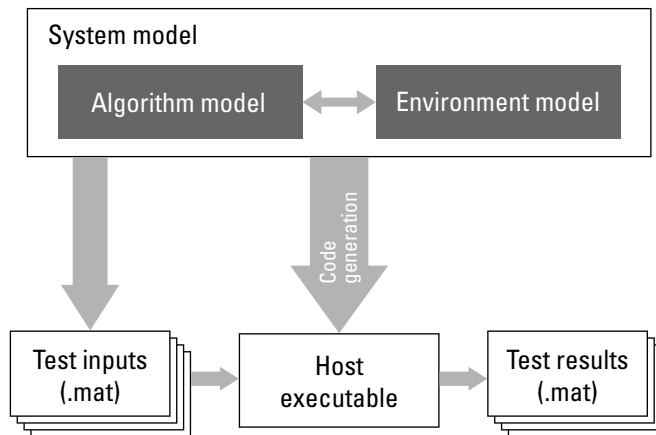 System model
Algorithm model
Environment model
Code
generation
Test inputs
(.mat)
Host
executable
Test results
(.mat)